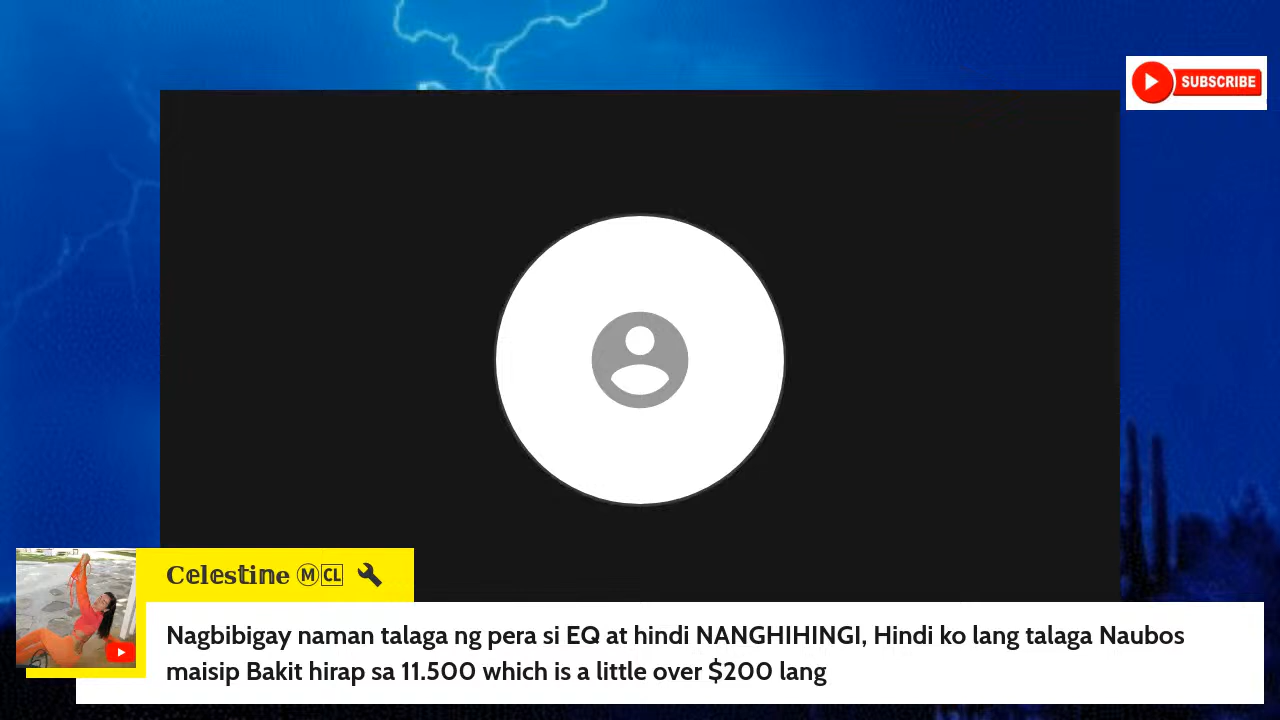 SUBSCRIBE
Celestine Ⓜ🄲🄻
Nagbibigay naman talaga ng pera si EQ at hindi NANGHIHINGI, Hindi ko lang talaga Naubos
maisip Bakit hirap sa 11.500 which is a little over $200 lang